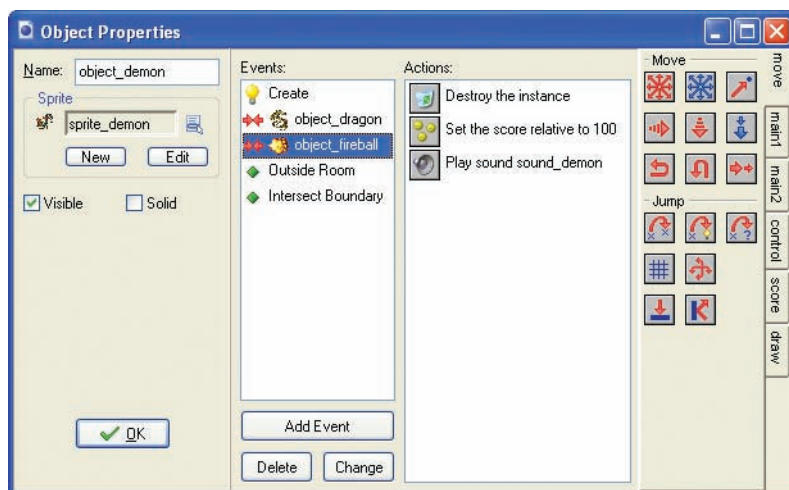 Object Properties
Name: object_demon
Sprite
sprite_demon
New Edit
Visible Solid
OK
Events:
Create
object_dragon
object_fireball
Outside Room
Intersect Boundary
Add Event
Delete Change
Actions:
Destroy the instance
Set the score relative to 100
Play sound sound_demon
Move
Jump
move
main1
main2
control
score
draw